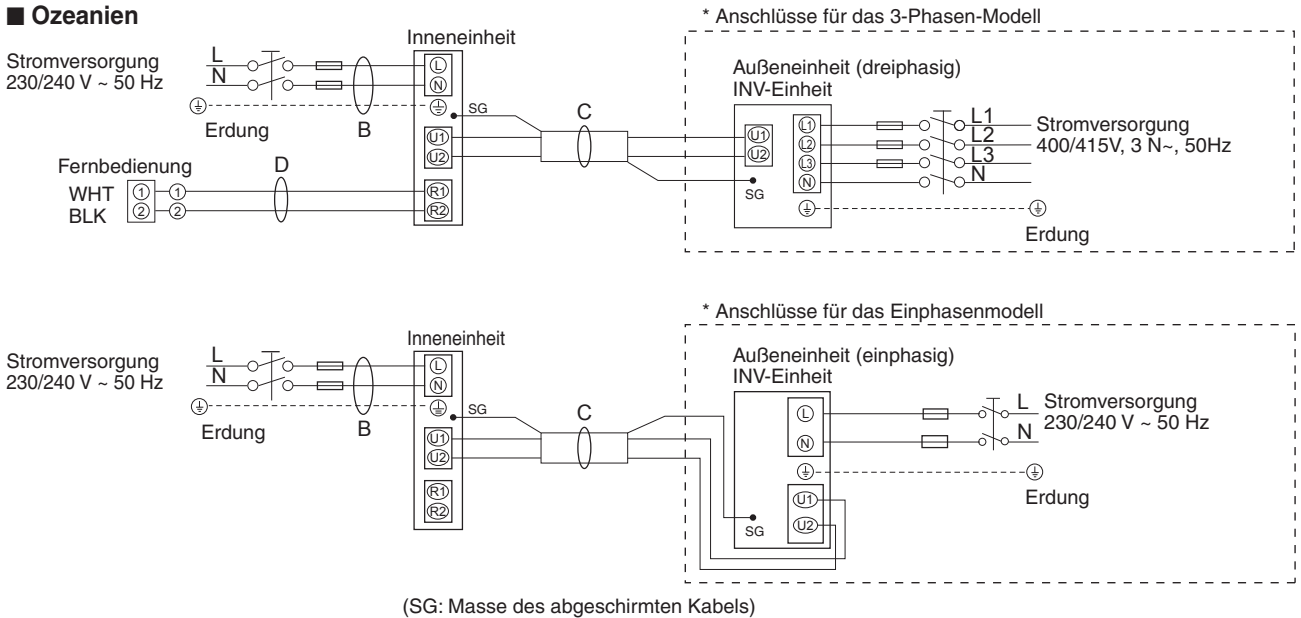 ■ Ozeanien
* Anschlüsse für das 3-Phasen-Modell
Stromversorgung
230/240 V ~ 50 Hz
L
N
Erdung
B
Inneneinheit
L
N
SG
U1
U2
R1
R2
C
Fernbedienung
WHT
BLK
1
2
1
2
D
Außeneinheit (dreiphasig)
INV-Einheit
U1
U2
SG
L1
L2
L3
N
L1
L2
L3
N
Stromversorgung
400/415V, 3 N~, 50Hz
Erdung
* Anschlüsse für das Einphasenmodell
Stromversorgung
230/240 V ~ 50 Hz
L
N
Erdung
B
Inneneinheit
L
N
SG
U1
U2
R1
R2
C
Außeneinheit (einphasig)
INV-Einheit
L
N
U1
U2
SG
L
N
Stromversorgung
230/240 V ~ 50 Hz
Erdung
(SG: Masse des abgeschirmten Kabels)